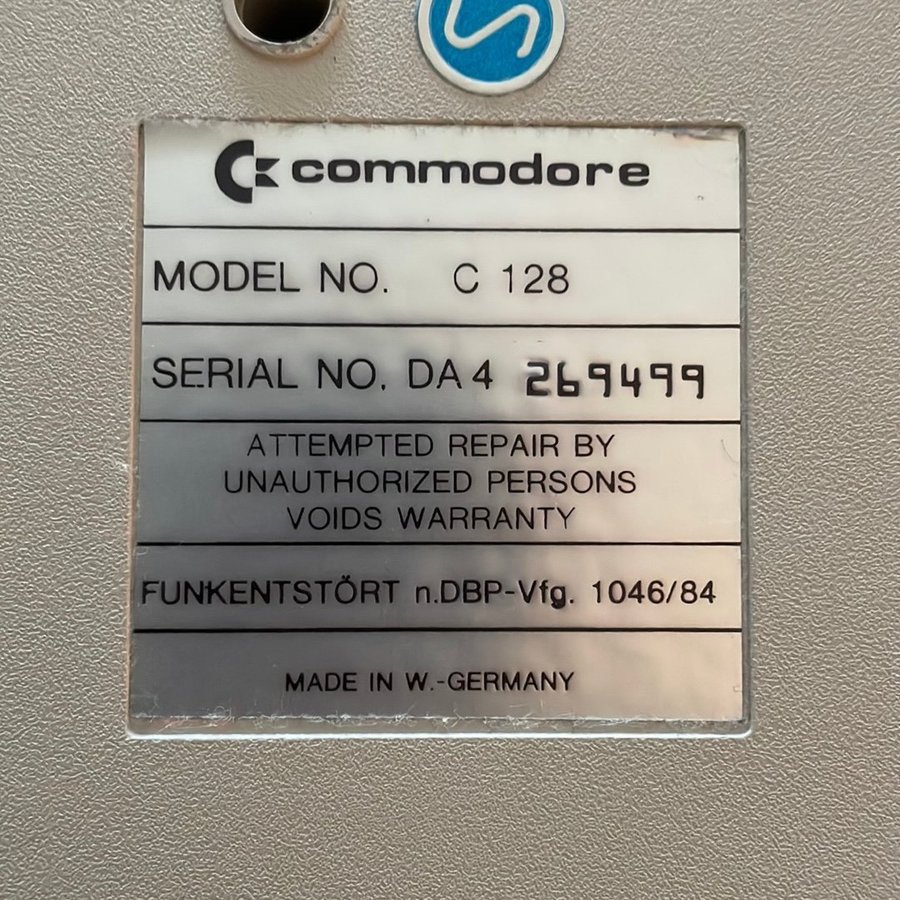 commodore
MODEL NO. C 128
SERIAL NO. DA4 269499
ATTEMPTED REPAIR BY
UNAUTHORIZED PERSONS
VOIDS WARRANTY
FUNKENTSTÖRT n.DBP-Vfg. 1046/84
MADE IN W.-GERMANY